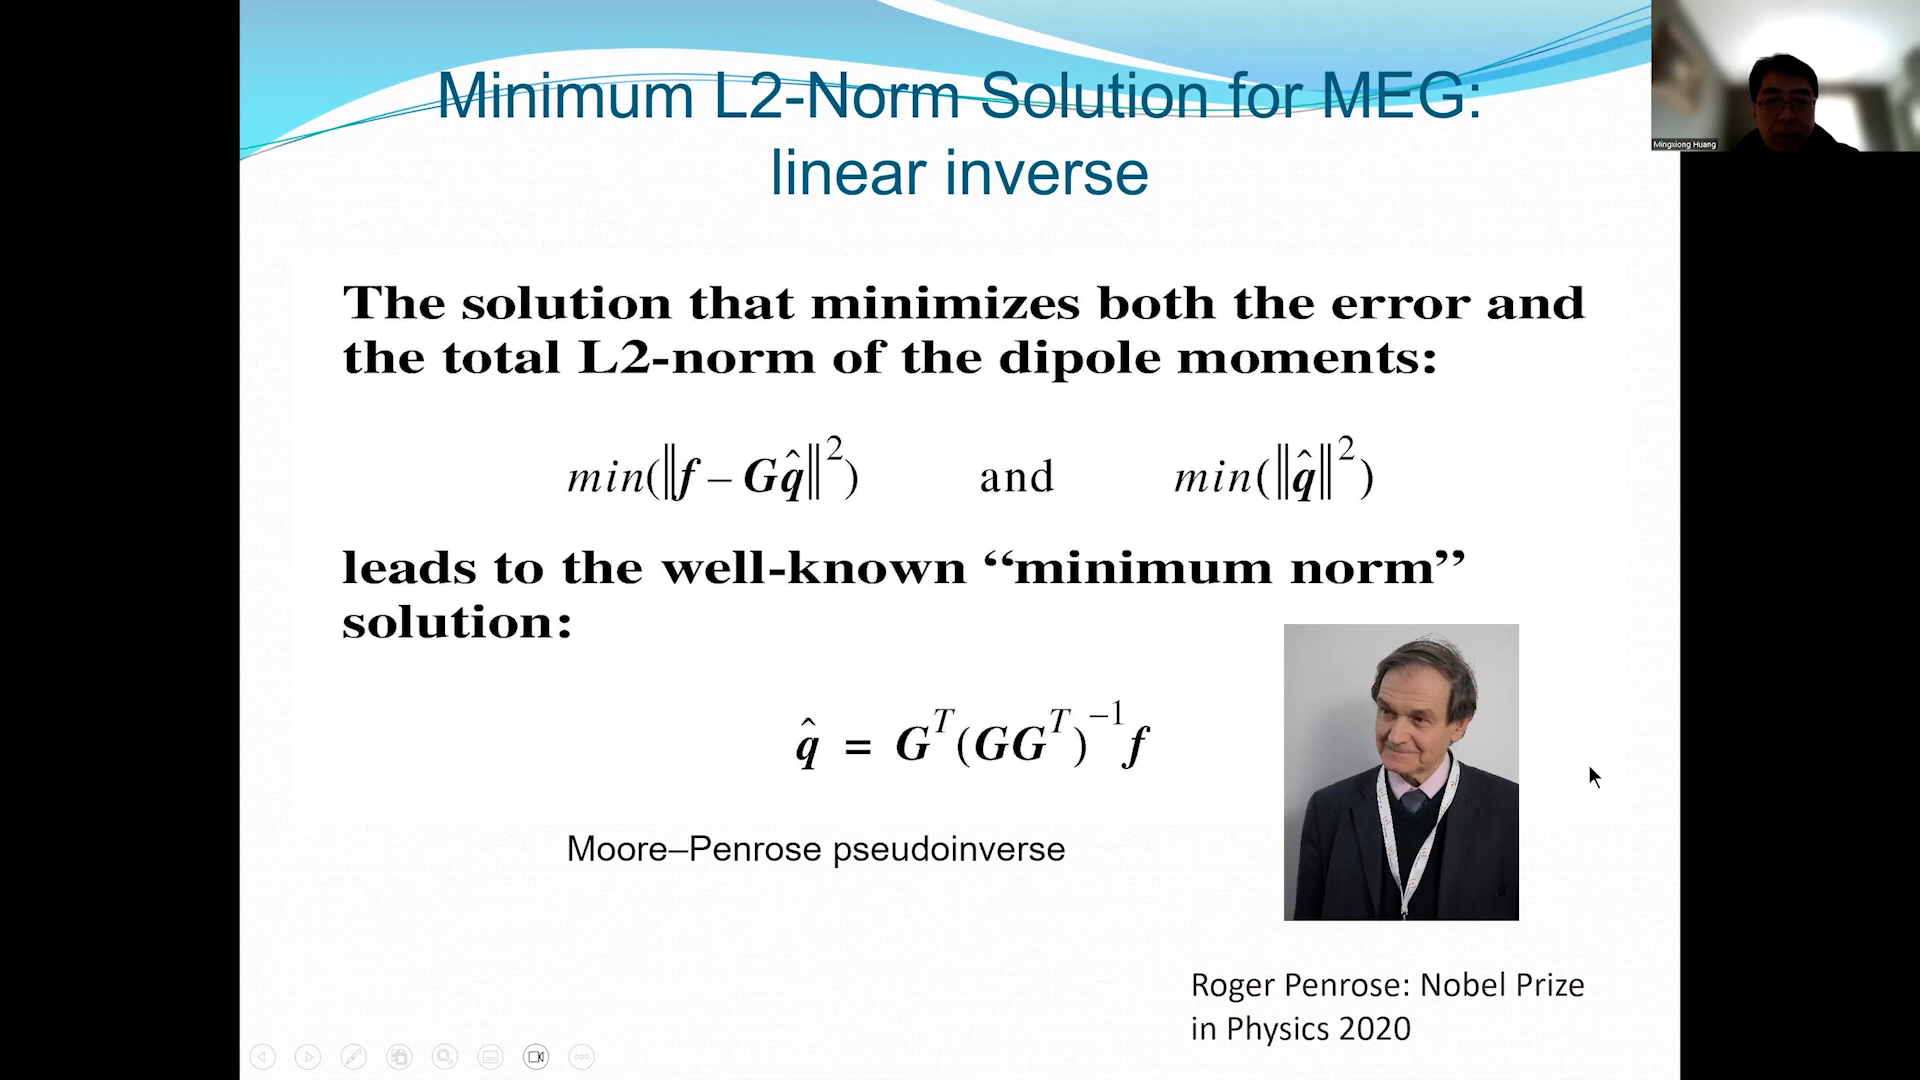 Minimum L2-Norm Solution for MEG:
linear inverse
Mingxiong Huang
The solution that minimizes both the error and
the total L2-norm of the dipole moments:
min(‖f – Gq̂‖²) and min(‖q̂‖²)
leads to the well-known “minimum norm”
solution:
q̂ = Gᵀ(GGᵀ)⁻¹f
Moore–Penrose pseudoinverse
Roger Penrose: Nobel Prize
in Physics 2020